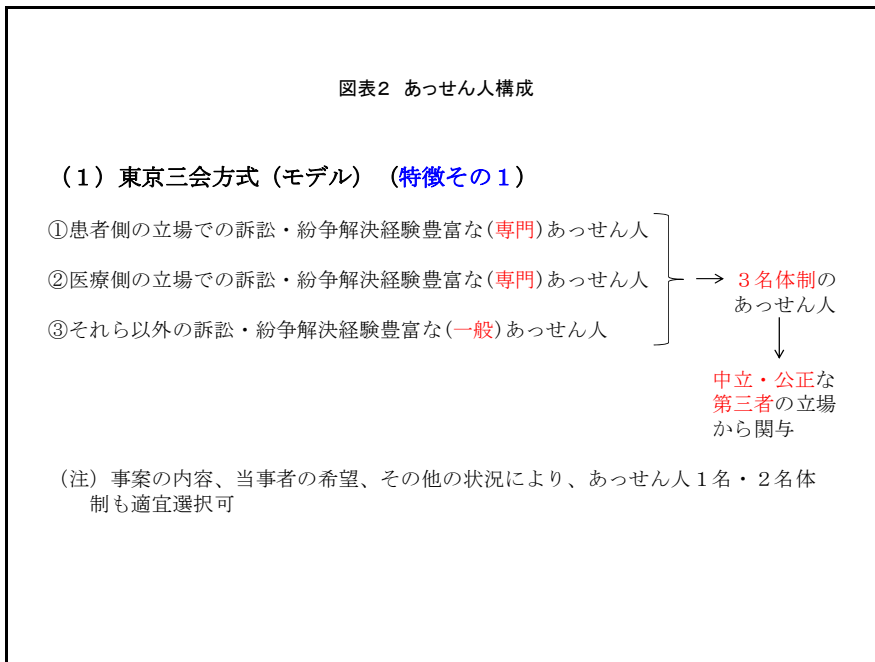 図表２ あっせん人構成
（１）東京三会方式（モデル）（特徴その１）
①患者側の立場での訴訟・紛争解決経験豊富な(専門)あっせん人
②医療側の立場での訴訟・紛争解決経験豊富な(専門)あっせん人
③それら以外の訴訟・紛争解決経験豊富な(一般)あっせん人
３名体制の
あっせん人
中立・公正な
第三者の立場
から関与
（注）事案の内容、当事者の希望、その他の状況により、あっせん人１名・２名体
制も適宜選択可